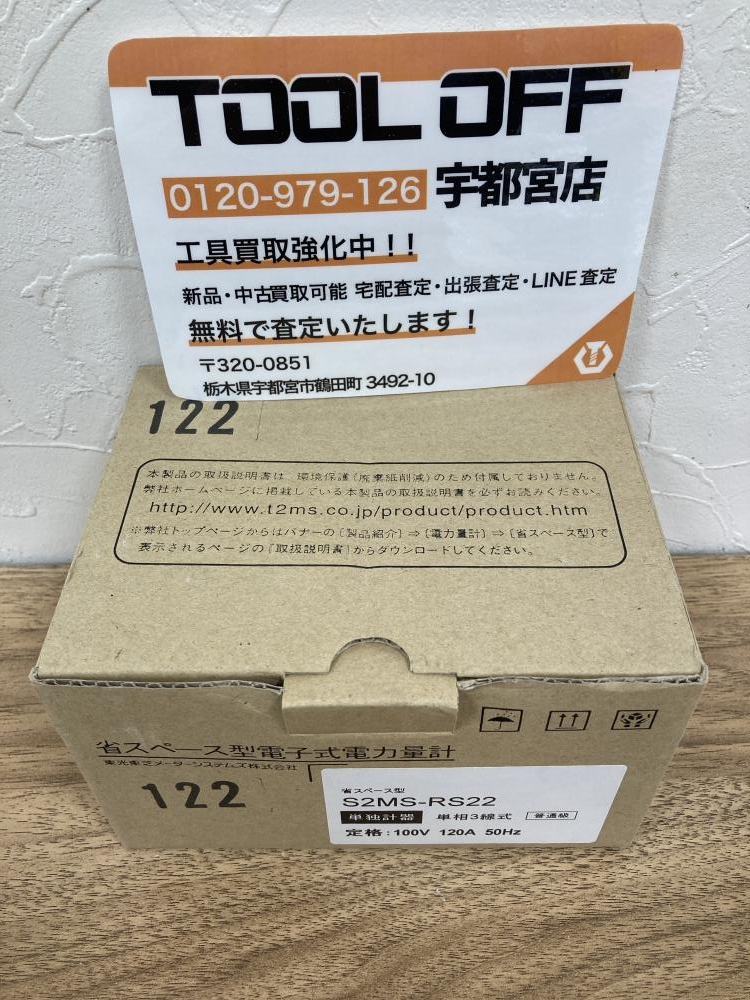 TOOL OFF
0120-979-126 宇都宮店
工具買取強化中!!
新品・中古買取可能 宅配査定・出張査定・LINE査定
無料で査定いたします!
〒320-0851
栃木県宇都宮市鶴田町 3492-10
122
本製品の取扱説明書は、環境保護(廃棄紙削減)のため付属しておりません。
弊社ホームページに掲載している本製品の取扱説明書を必ずお読みください。
http://www.t2ms.co.jp/product/product.htm
※弊社トップページからはバナーの〔製品紹介〕⇒〔電力量計〕⇒〔省スペース型〕で
表示されるページの『取扱説明書』からダウンロードしてください。
省スペース型電子式電力量計
東光東芝メーターシステムズ株式会社
122
省スペース型
S2MS-RS22
単独計器 単相3線式 普通級
定格:100V 120A 50Hz